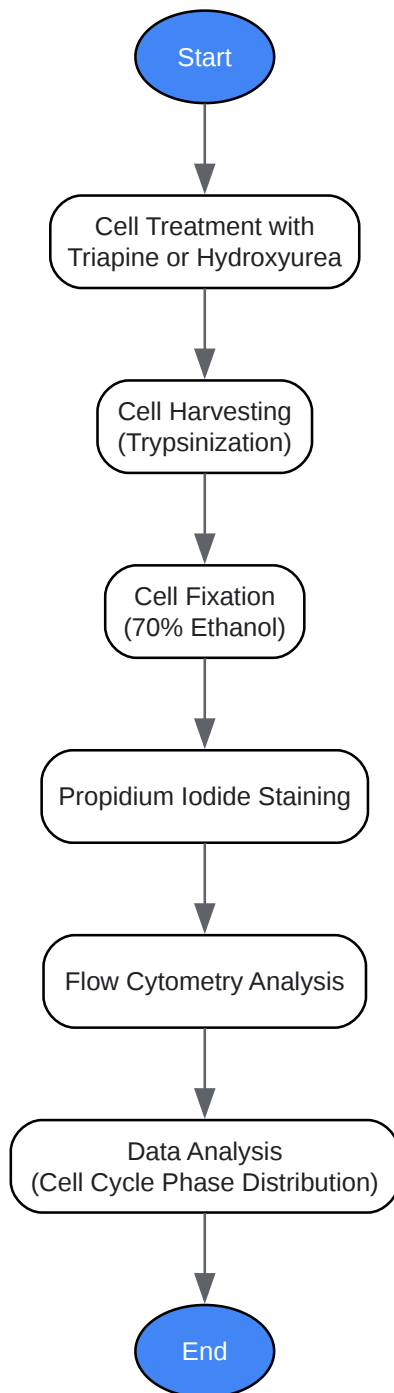 Start
Cell Treatment with
Triapine or Hydroxyurea
Cell Harvesting
(Trypsinization)
Cell Fixation
(70% Ethanol)
Propidium Iodide Staining
Flow Cytometry Analysis
Data Analysis
(Cell Cycle Phase Distribution)
End